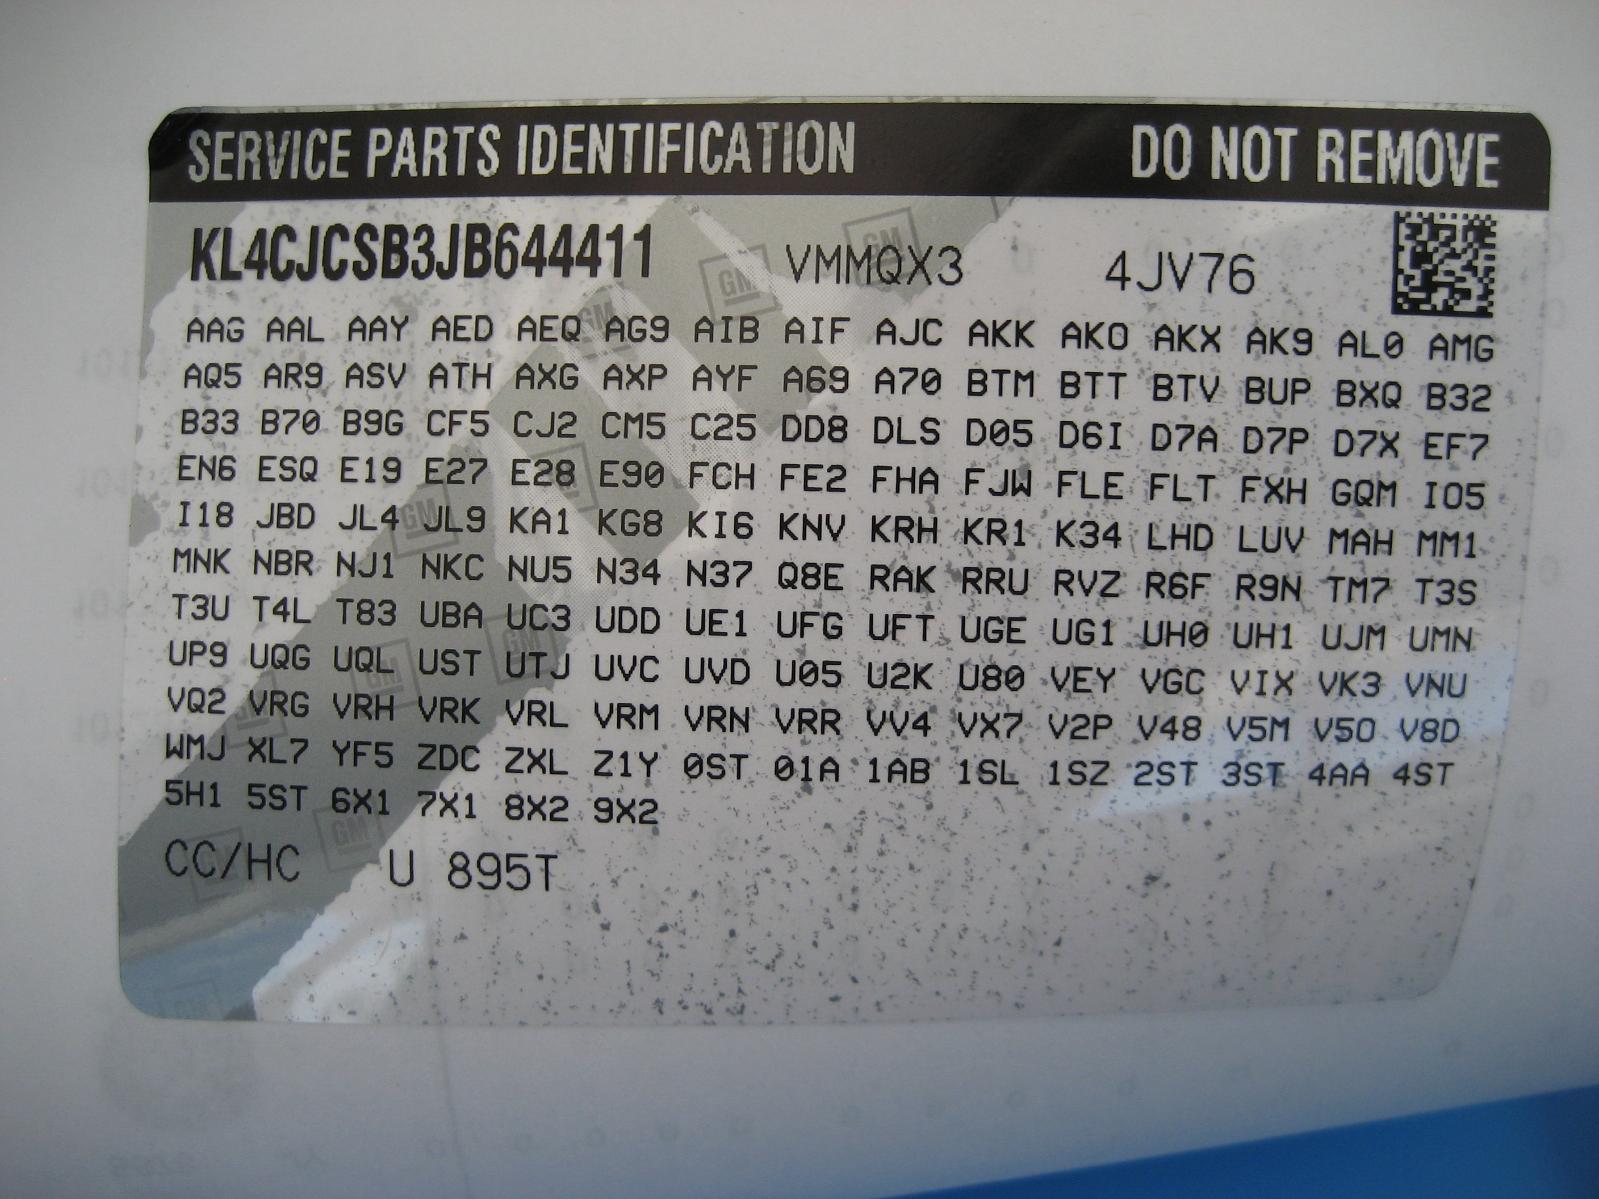 SERVICE PARTS IDENTIFICATION DO NOT REMOVE
KL4CJCSB3JB644411 VMMQX3 4JV76
AAG AAL AAY AED AEQ AG9 AIB AIF AJC AKK AKO AKX AK9 AL0 AMG
AQ5 AR9 ASV ATH AXG AXP AYF A69 A70 BTM BTT BTV BUP BXQ B32
B33 B70 B9G CF5 CJ2 CM5 C25 DD8 DLS D05 D6I D7A D7P D7X EF7
EN6 ESQ E19 E27 E28 E90 FCH FE2 FHA FJW FLE FLT FXH GQM IO5
I18 JBD JL4 JL9 KA1 KG8 KI6 KNV KRH KR1 K34 LHD LUV MAH MM1
MNK NBR NJ1 NKC NU5 N34 N37 Q8E RAK RRU RVZ R6F R9N TM7 T3S
T3U T4L T83 UBA UC3 UDD UE1 UFG UFT UGE UG1 UH0 UH1 UJM UMN
UP9 UQG UQL UST UTJ UVC UVD U05 U2K U80 VEY VGC VIX VK3 VNU
VQ2 VRG VRH VRK VRL VRM VRN VRR VV4 VX7 V2P V48 V5M V50 V8D
WMJ XL7 YF5 ZDC ZXL Z1Y 0ST 01A 1AB 1SL 1SZ 2ST 3ST 4AA 4ST
5H1 5ST 6X1 7X1 8X2 9X2
CC/HC U 895T